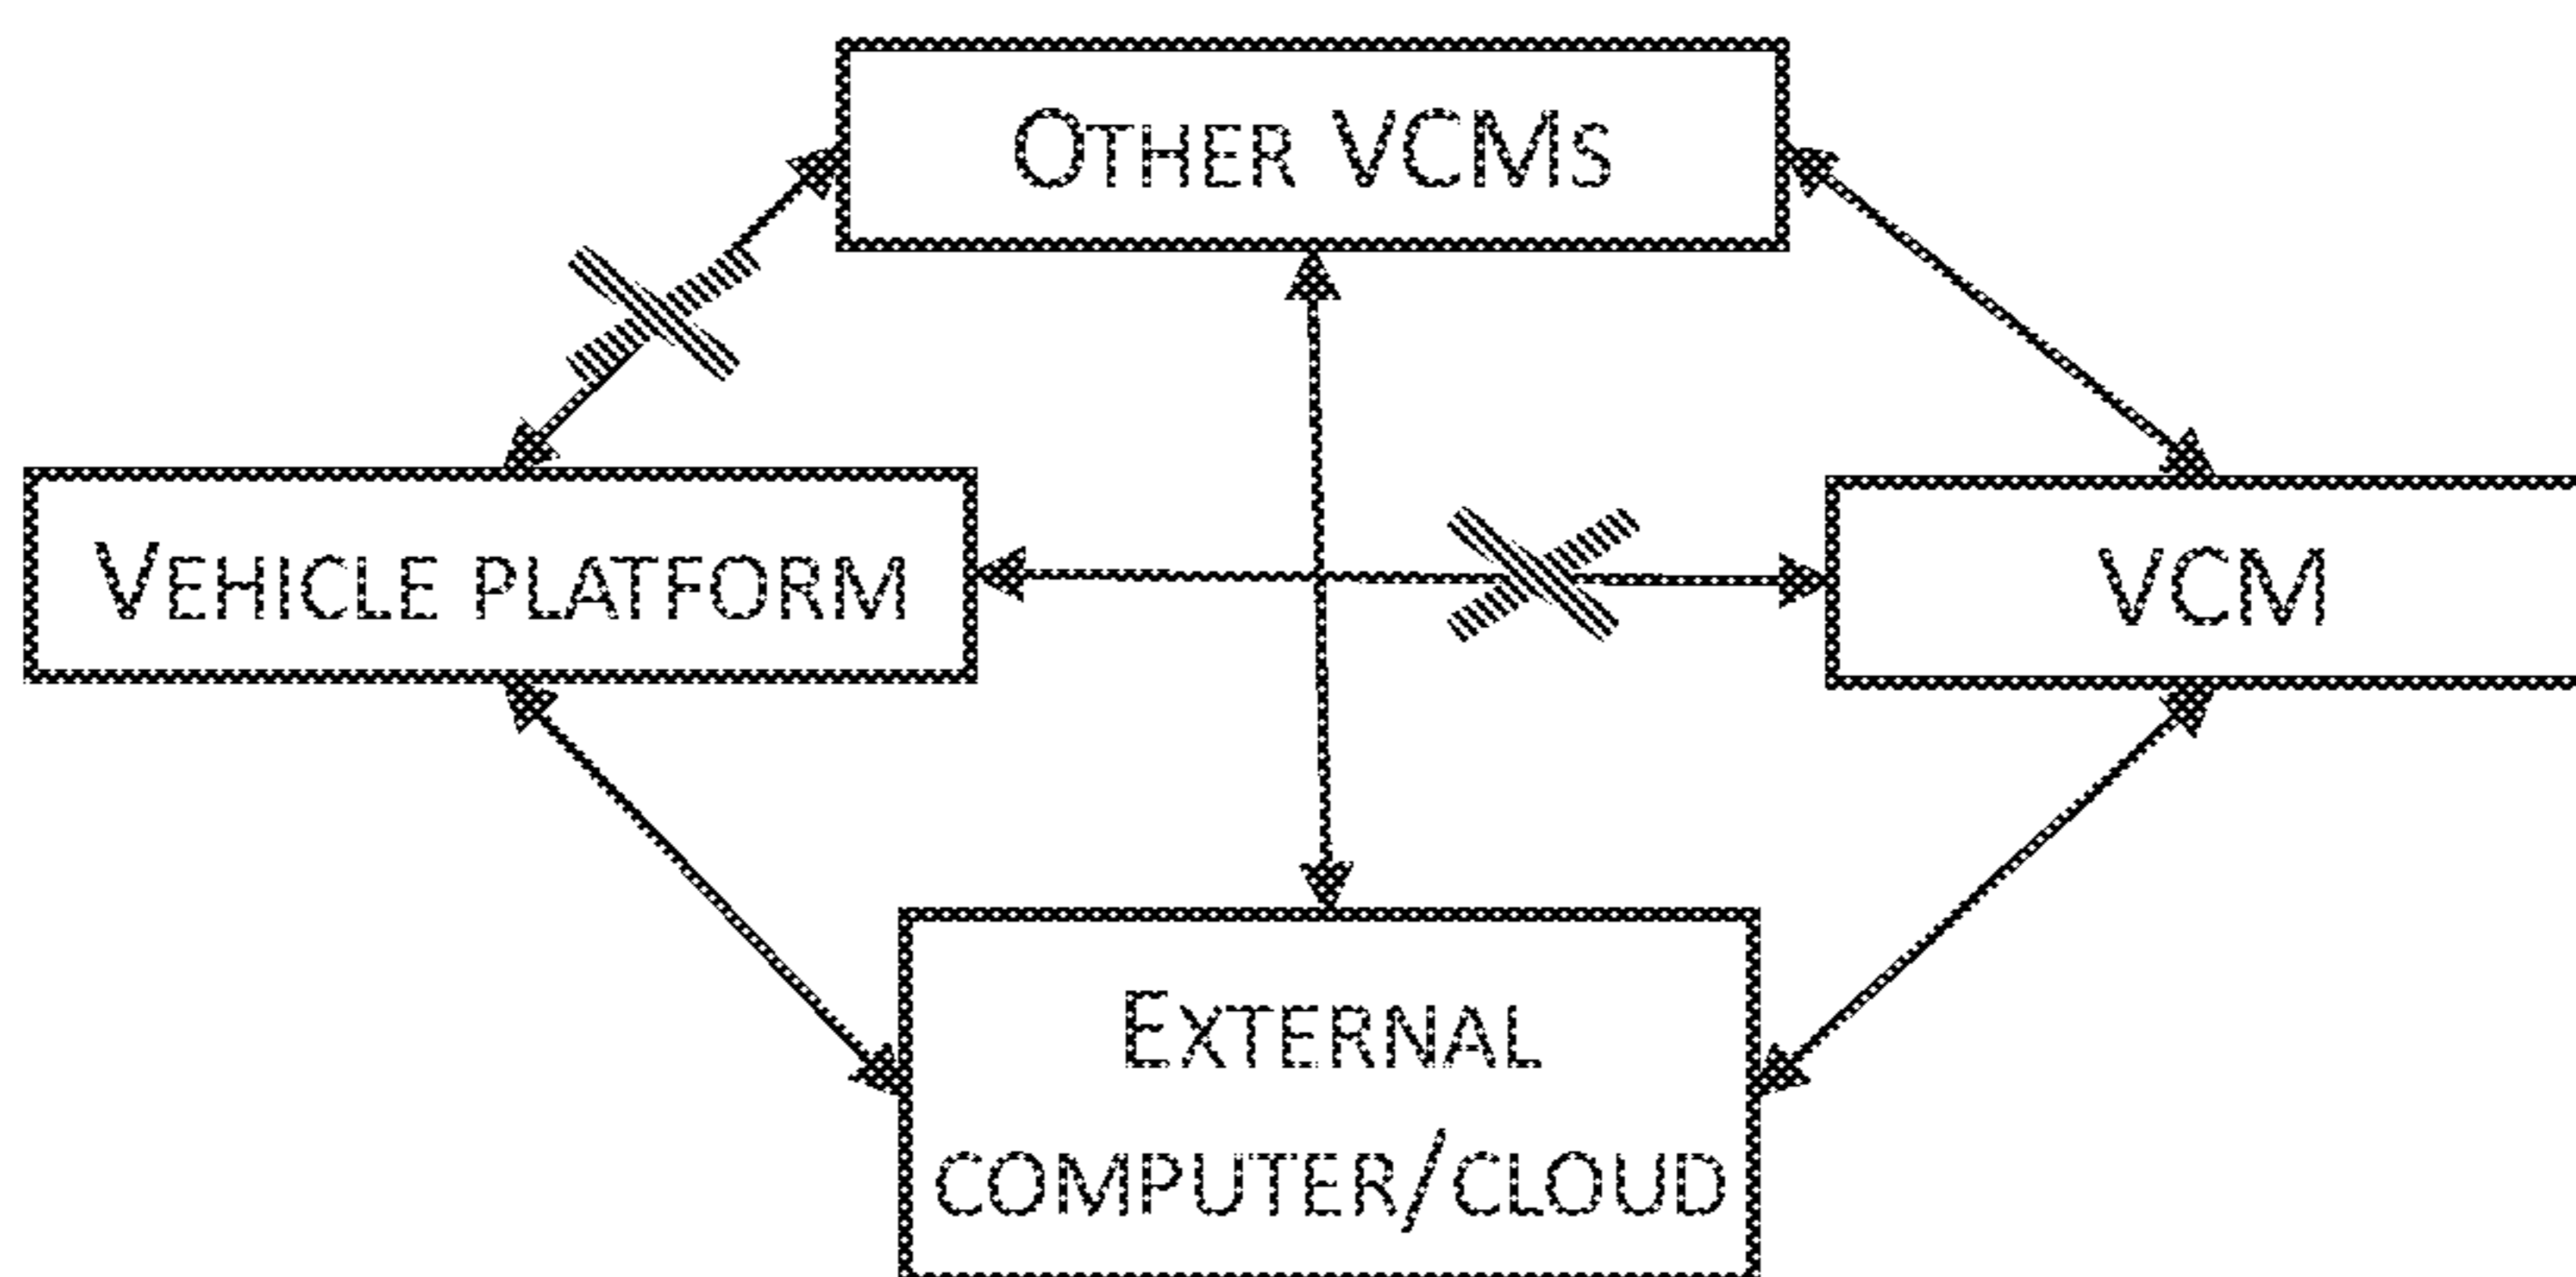 OTHER VCMS
VEHICLE PLATFORM
VCM
EXTERNAL
COMPUTER/CLOUD